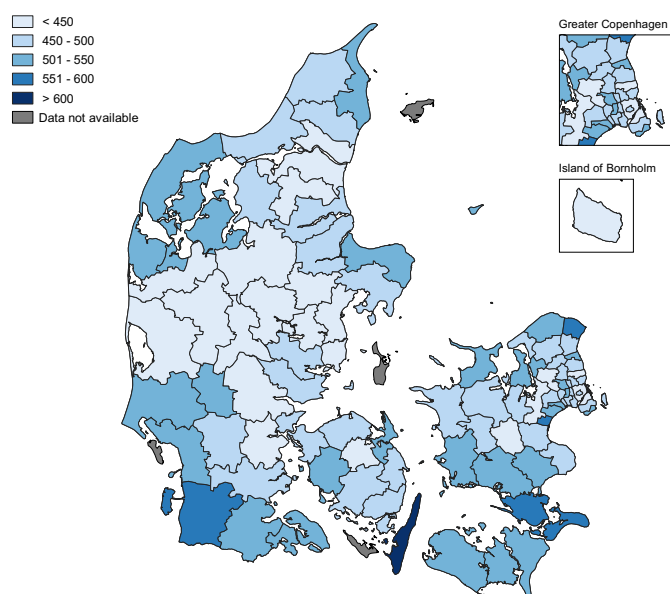 < 450
450 - 500
501 - 550
551 - 600
> 600
Data not available
Greater Copenhagen
Island of Bornholm